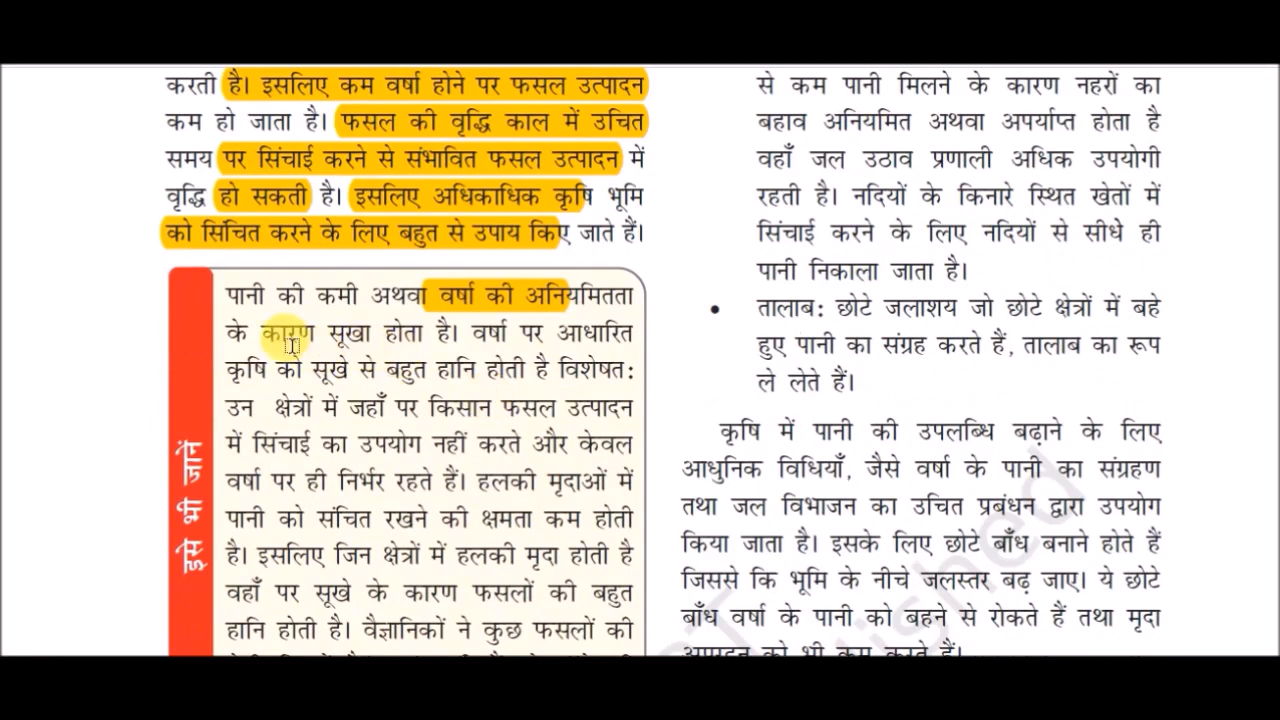 करती है। इसलिए कम वर्षा होने पर फसल उत्पादन
कम हो जाता है। फसल की वृद्धि काल में उचित
समय पर सिंचाई करने से संभावित फसल उत्पादन में
वृद्धि हो सकती है। इसलिए अधिकाधिक कृषि भूमि
को सिंचित करने के लिए बहुत से उपाय किए जाते हैं।
इसे भी जानें
पानी की कमी अथवा वर्षा की अनियमितता
के कारण सूखा होता है। वर्षा पर आधारित
कृषि को सूखे से बहुत हानि होती है विशेषत:
उन क्षेत्रों में जहाँ पर किसान फसल उत्पादन
में सिंचाई का उपयोग नहीं करते और केवल
वर्षा पर ही निर्भर रहते हैं। हलकी मृदाओं में
पानी को संचित रखने की क्षमता कम होती
है। इसलिए जिन क्षेत्रों में हलकी मृदा होती है
वहाँ पर सूखे के कारण फसलों की बहुत
हानि होती है। वैज्ञानिकों ने कुछ फसलों की
से कम पानी मिलने के कारण नहरों का
बहाव अनियमित अथवा अपर्याप्त होता है
वहाँ जल उठाव प्रणाली अधिक उपयोगी
रहती है। नदियों के किनारे स्थित खेतों में
सिंचाई करने के लिए नदियों से सीधे ही
पानी निकाला जाता है।
• तालाब: छोटे जलाशय जो छोटे क्षेत्रों में बहे
हुए पानी का संग्रह करते हैं, तालाब का रूप
ले लेते हैं।
कृषि में पानी की उपलब्धि बढ़ाने के लिए
आधुनिक विधियाँ, जैसे वर्षा के पानी का संग्रहण
तथा जल विभाजन का उचित प्रबंधन द्वारा उपयोग
किया जाता है। इसके लिए छोटे बाँध बनाने होते हैं
जिससे कि भूमि के नीचे जलस्तर बढ़ जाए। ये छोटे
बाँध वर्षा के पानी को बहने से रोकते हैं तथा मृदा
को भी कम करते हैं।